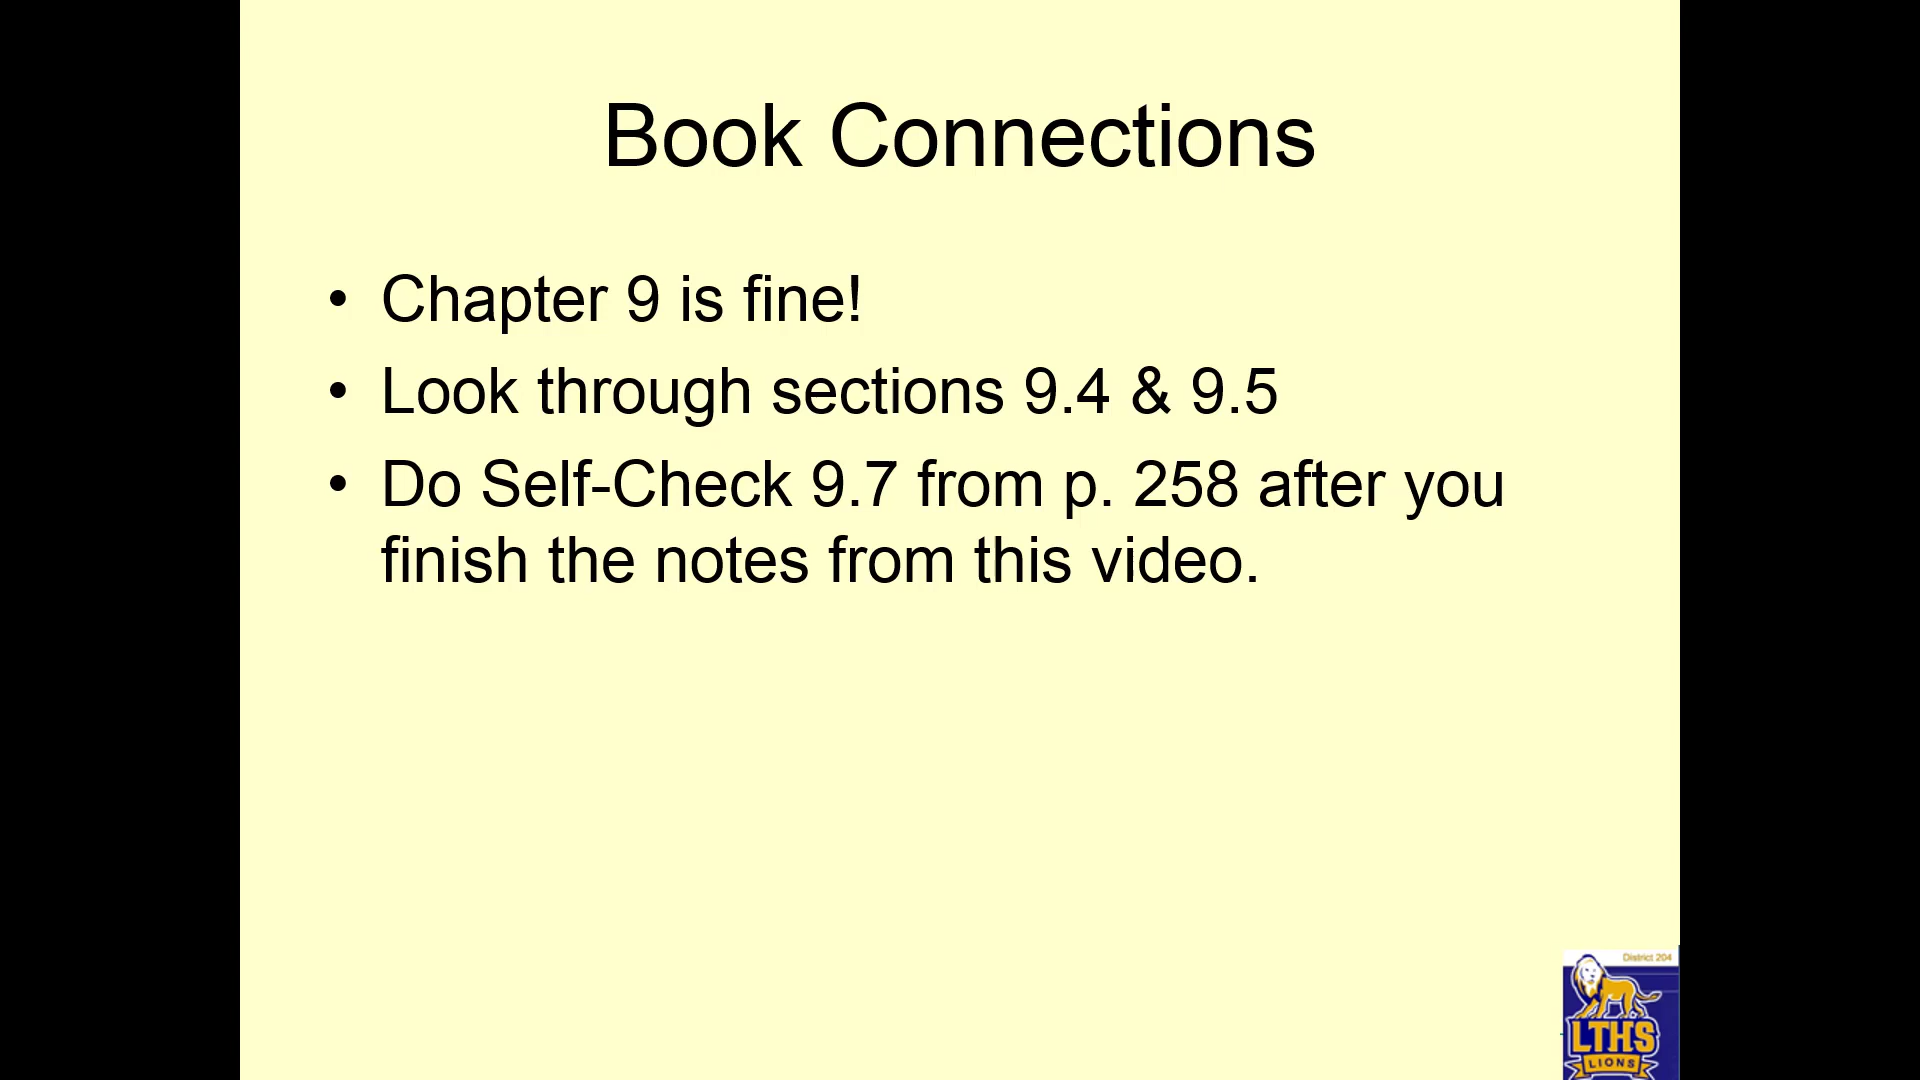 Book Connections
• Chapter 9 is fine!
• Look through sections 9.4 & 9.5
• Do Self-Check 9.7 from p. 258 after you
finish the notes from this video.
District 204
LTHS
LIONS